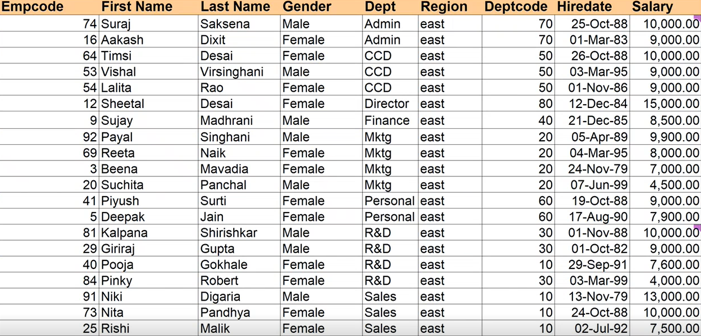 Empcode First Name Last Name Gender Dept Region Deptcode Hiredate Salary
74 Suraj Saksena Male Admin east 70 25-Oct-88 10,000.00
16 Aakash Dixit Female Admin east 70 01-Mar-83 9,000.00
64 Timsi Desai Female CCD east 50 26-Oct-88 10,000.00
53 Vishal Virsinghani Male CCD east 50 03-Mar-95 9,000.00
54 Lalita Rao Female CCD east 50 01-Nov-86 9,000.00
12 Sheetal Desai Female Director east 80 12-Dec-84 15,000.00
9 Sujay Madhrani Male Finance east 40 21-Dec-85 8,500.00
92 Payal Singhani Male Mktg east 20 05-Apr-89 9,900.00
69 Reeta Naik Female Mktg east 20 04-Mar-95 8,000.00
3 Beena Mavadia Female Mktg east 20 24-Nov-79 7,000.00
20 Suchita Panchal Male Mktg east 20 07-Jun-99 4,500.00
41 Piyush Surti Female Personal east 60 19-Oct-88 9,000.00
5 Deepak Jain Female Personal east 60 17-Aug-90 7,900.00
81 Kalpana Shirishkar Male R&D east 30 01-Nov-88 10,000.00
29 Giriraj Gupta Male R&D east 30 01-Oct-82 9,000.00
40 Pooja Gokhale Female R&D east 10 29-Sep-91 7,600.00
84 Pinky Robert Female R&D east 30 03-Mar-99 4,000.00
91 Niki Digaria Male Sales east 10 13-Nov-79 13,000.00
73 Nita Pandhya Female Sales east 10 24-Oct-88 10,000.00
25 Rishi Malik Female Sales east 10 02-Jul-92 7,500.00